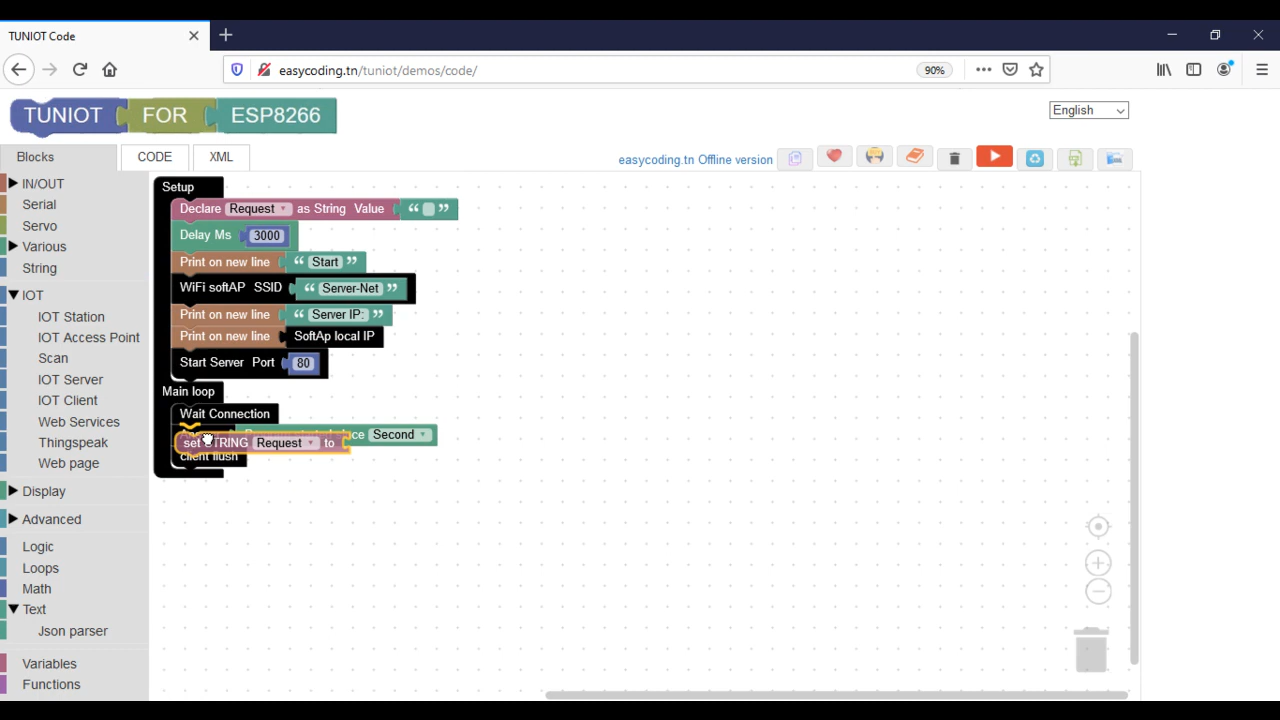 TUNIOT Code
easycoding.tn/tuniot/demos/code/
90%
TUNIOT FOR ESP8266
English
Blocks CODE XML
easycoding.tn Offline version
IN/OUT
Serial
Servo
Various
String
IOT
IOT Station
IOT Access Point
Scan
IOT Server
IOT Client
Web Services
Thingspeak
Web page
Display
Advanced
Logic
Loops
Math
Text
Json parser
Variables
Functions
Setup
Declare Request as String Value “ ”
Delay Ms 3000
Print on new line “ Start ”
WiFi softAP SSID “ Server-Net ”
Print on new line “ Server IP: ”
Print on new line SoftAp local IP
Start Server Port 80
Main loop
Wait Connection
Second
set STRING Request to
client flush